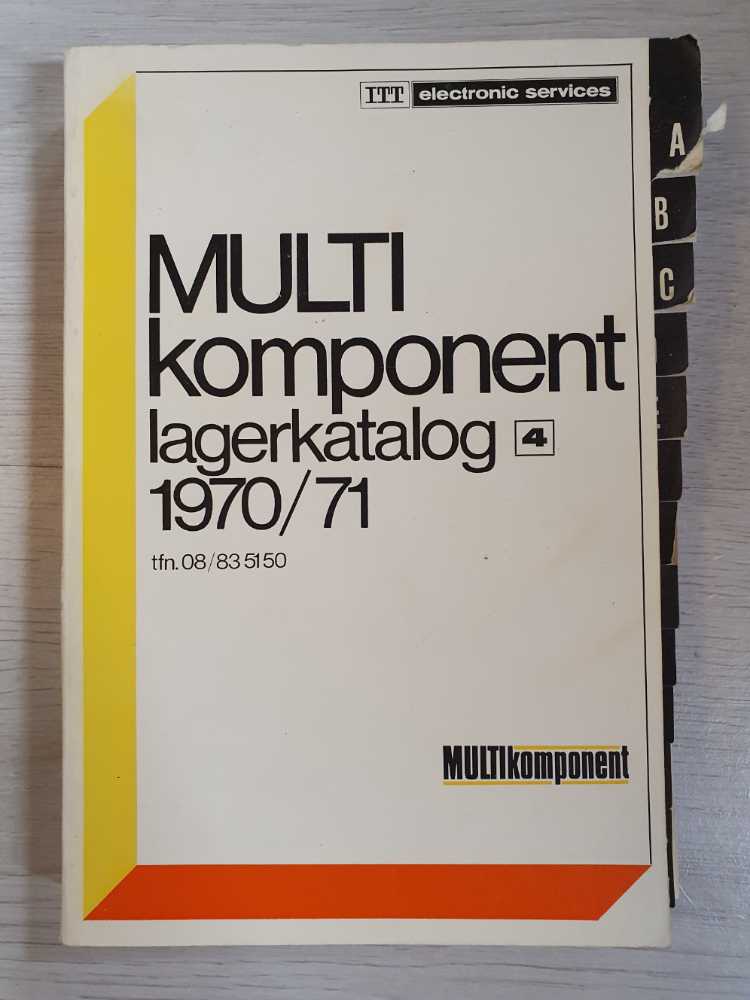 ITT electronic services
MULTI
komponent
lagerkatalog 4
1970/71
tfn. 08/83 51 50
MULTIkomponent
A
B
C
E